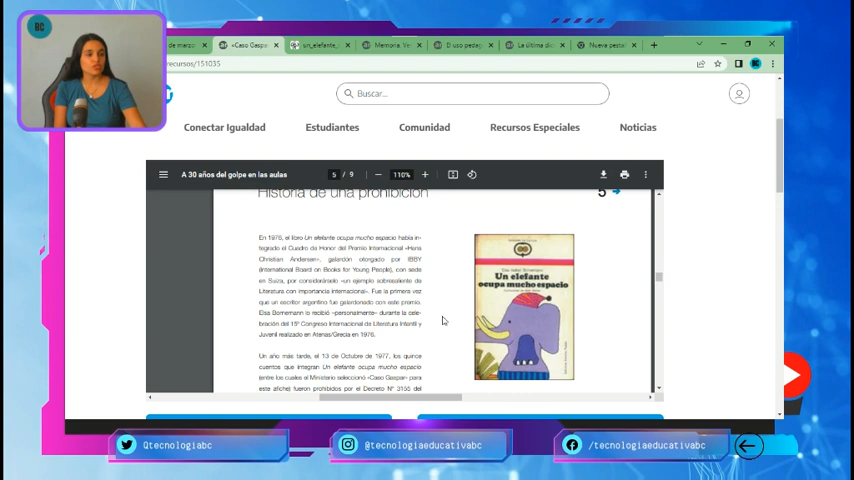 BC
de marzo
«Caso Gaspa
un_elefante_
Memoria. Ve
El uso pedag
La última dic
Nueva pestañ
recursos/151035
Buscar...
Conectar Igualdad
Estudiantes
Comunidad
Recursos Especiales
Noticias
A 30 años del golpe en las aulas
5 / 9
110%
Historia de una prohibición
5
En 1976, el libro Un elefante ocupa mucho espacio había in-
tegrado el Cuadro de Honor del Premio Internacional «Hans
Christian Andersen», galardón otorgado por IBBY
(International Board on Books for Young People), con sede
en Suiza, por considerárselo «un ejemplo sobresaliente de
Literatura con importancia internacional». Fue la primera vez
que un escritor argentino fue galardonado con este premio.
Elsa Bornemann lo recibió «personalmente» durante la cele-
bración del 15º Congreso Internacional de Literatura Infantil y
Juvenil realizado en Atenas/Grecia en 1976.
Un año más tarde, el 13 de Octubre de 1977, los quince
cuentos que integran Un elefante ocupa mucho espacio
(entre los cuales el Ministerio seleccionó «Caso Gaspar» para
este afiche) fueron prohibidos por el Decreto Nº 3155 del
Elsa Isabel Bornemann
Un elefante
ocupa mucho espacio
Qtecnologiabc
@tecnologiaeducativabc
/tecnologiaeducativabc